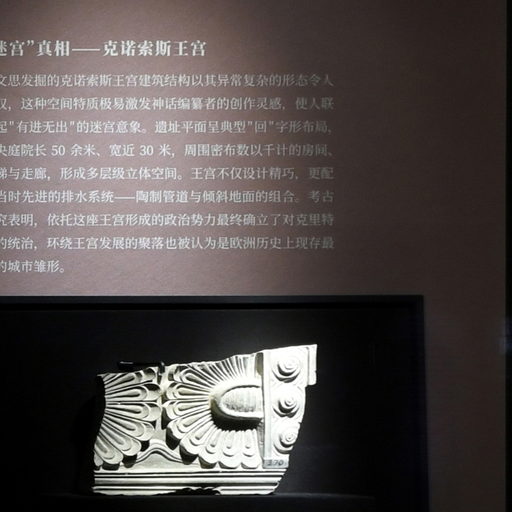 迷宫”真相——克诺索斯王宫
文思发掘的克诺索斯王宫建筑结构以其异常复杂的形态令人
叹，这种空间特质极易激发神话编纂者的创作灵感，使人联
起"有进无出"的迷宫意象。遗址平面呈典型"回"字形布局，
央庭院长 50 余米、宽近 30 米，周围密布数以千计的房间、
梯与走廊，形成多层级立体空间。王宫不仅设计精巧，更配
当时先进的排水系统——陶制管道与倾斜地面的组合。考古
究表明，依托这座王宫形成的政治势力最终确立了对克里特
的统治，环绕王宫发展的聚落也被认为是欧洲历史上现存最
的城市雏形。